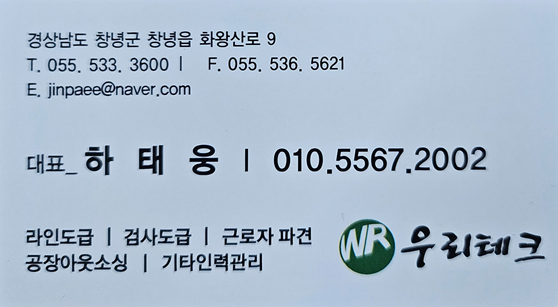 경상남도 창녕군 창녕읍 화왕산로 9
T. 055. 533. 3600 | F. 055. 536. 5621
E. jinpaee@naver.com
대표_ 하 태 웅 | 010.5567.2002
라인도급 | 검사도급 | 근로자 파견
공장아웃소싱 | 기타인력관리
WR 우리테크